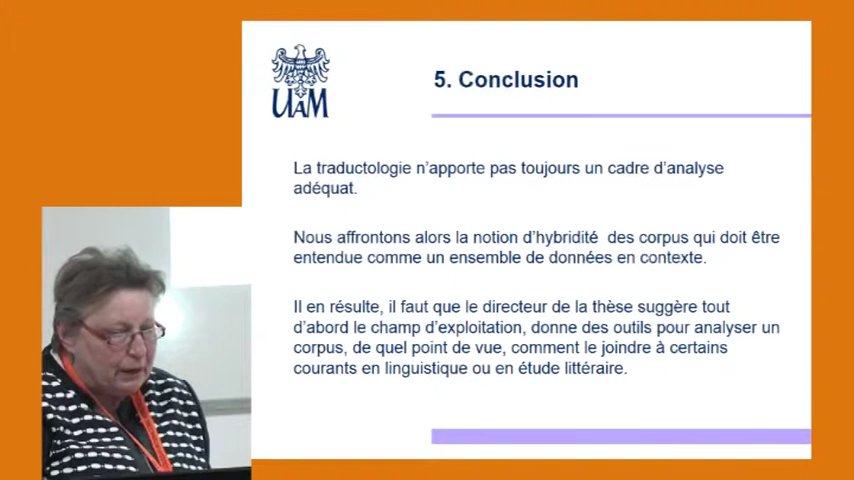 UAM
5. Conclusion
La traductologie n'apporte pas toujours un cadre d'analyse
adéquat.
Nous affrontons alors la notion d'hybridité des corpus qui doit être
entendue comme un ensemble de données en contexte.
Il en résulte, il faut que le directeur de la thèse suggère tout
d'abord le champ d'exploitation, donne des outils pour analyser un
corpus, de quel point de vue, comment le joindre à certains
courants en linguistique ou en étude littéraire.